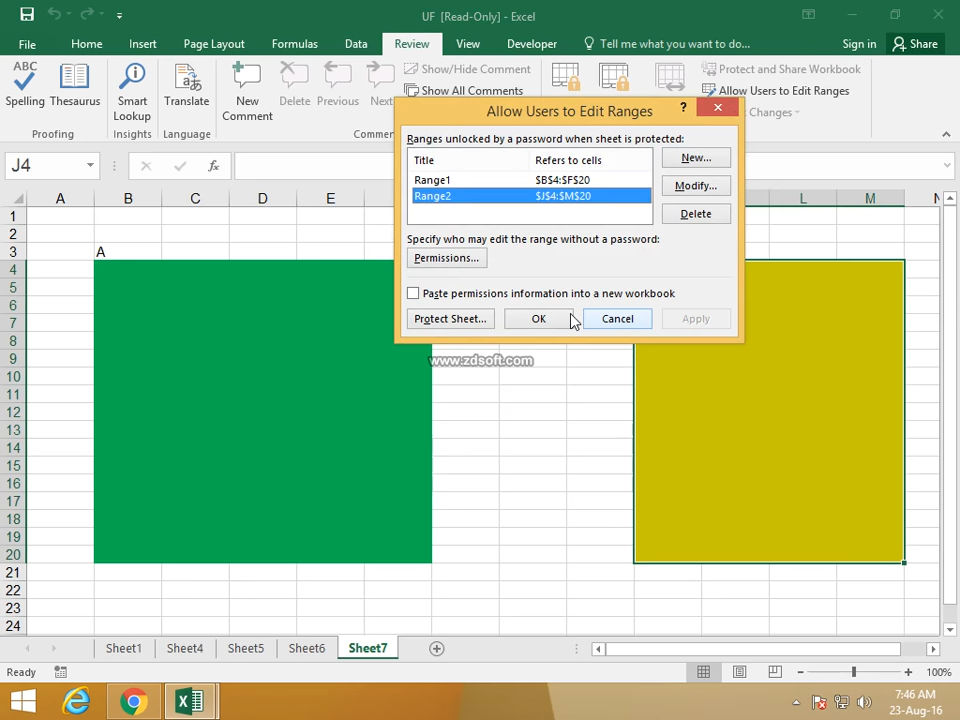 UF [Read-Only] - Excel
File Home Insert Page Layout Formulas Data Review View Developer Tell me what you want to do... Sign in Share
ABC
Spelling Thesaurus Smart Lookup Translate New Comment Delete Previous Next
Show/Hide Comment
Show All Comments
Protect and Share Workbook
Allow Users to Edit Ranges
Changes
Proofing Insights Language
J4 fx
Allow Users to Edit Ranges ?
Ranges unlocked by a password when sheet is protected:
Title Refers to cells
Range1 $B$4:$F$20
Range2 $J$4:$M$20
New...
Modify...
Delete
Specify who may edit the range without a password:
Permissions...
Paste permissions information into a new workbook
Protect Sheet... OK Cancel Apply
www.zdsoft.com
A B C D E L M
1
2
3 A
4
5
6
7
8
9
10
11
12
13
14
15
16
17
18
19
20
21
22
23
24
Sheet1 Sheet4 Sheet5 Sheet6 Sheet7
Ready 100%
7:46 AM
23-Aug-16